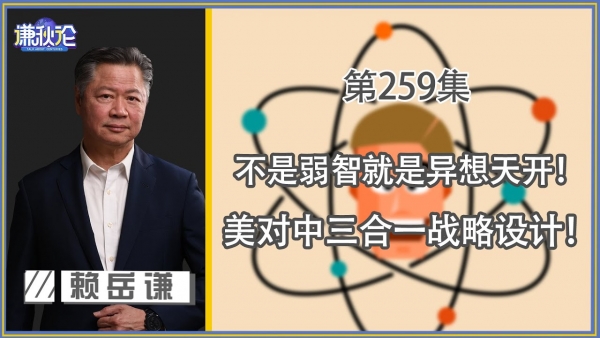 谦秋论
第259集
不是弱智就是异想天开！
美对中三合一战略设计！
赖岳谦